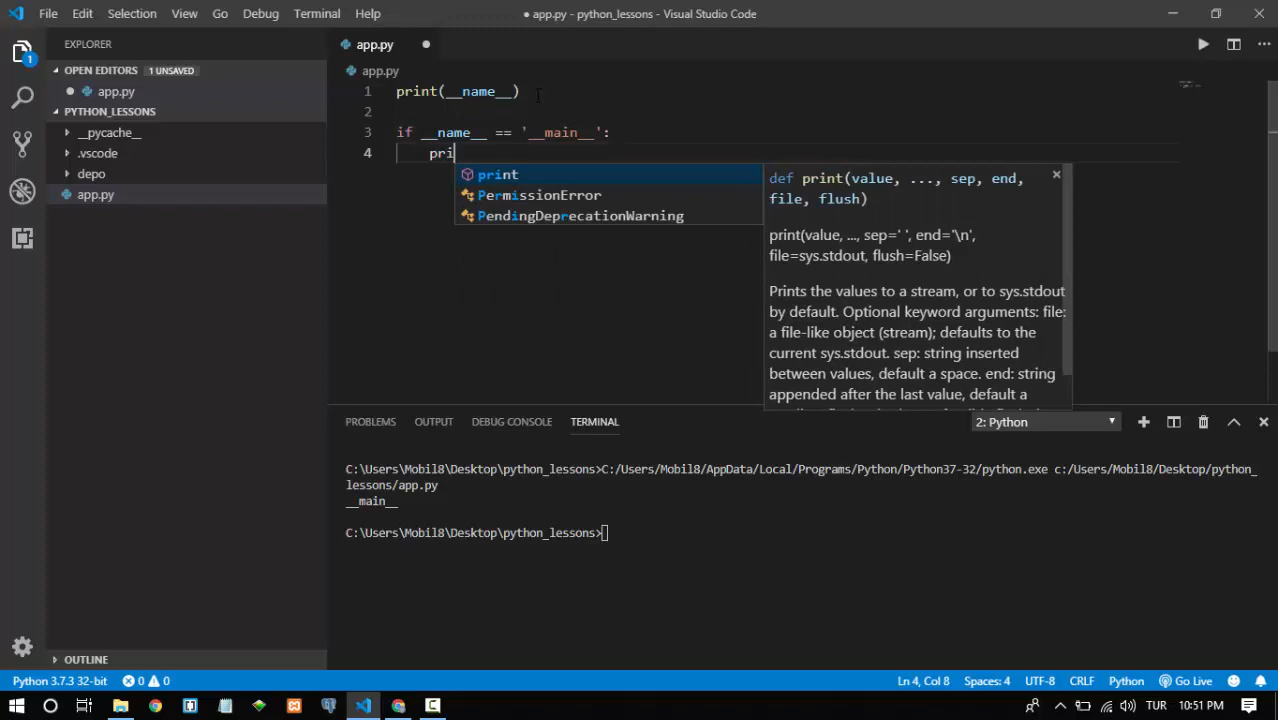 File Edit Selection View Go Debug Terminal Help
● app.py - python_lessons - Visual Studio Code
EXPLORER
OPEN EDITORS 1 UNSAVED
app.py
PYTHON_LESSONS
__pycache__
.vscode
depo
app.py
OUTLINE
1
app.py
app.py
1 print(__name__)
2
3 if __name__ == '__main__':
4 pri
print
PermissionError
PendingDeprecationWarning
def print(value, ..., sep, end,
file, flush)
print(value, ..., sep=' ', end='\n',
file=sys.stdout, flush=False)
Prints the values to a stream, or to sys.stdout
by default. Optional keyword arguments: file:
a file-like object (stream); defaults to the
current sys.stdout. sep: string inserted
between values, default a space. end: string
appended after the last value, default a
PROBLEMS OUTPUT DEBUG CONSOLE TERMINAL
2: Python
C:\Users\Mobil8\Desktop\python_lessons>C:/Users/Mobil8/AppData/Local/Programs/Python/Python37-32/python.exe c:/Users/Mobil8/Desktop/python_
lessons/app.py
__main__
C:\Users\Mobil8\Desktop\python_lessons>
Python 3.7.3 32-bit 0 0
Ln 4, Col 8 Spaces: 4 UTF-8 CRLF Python Go Live
TUR 10:51 PM